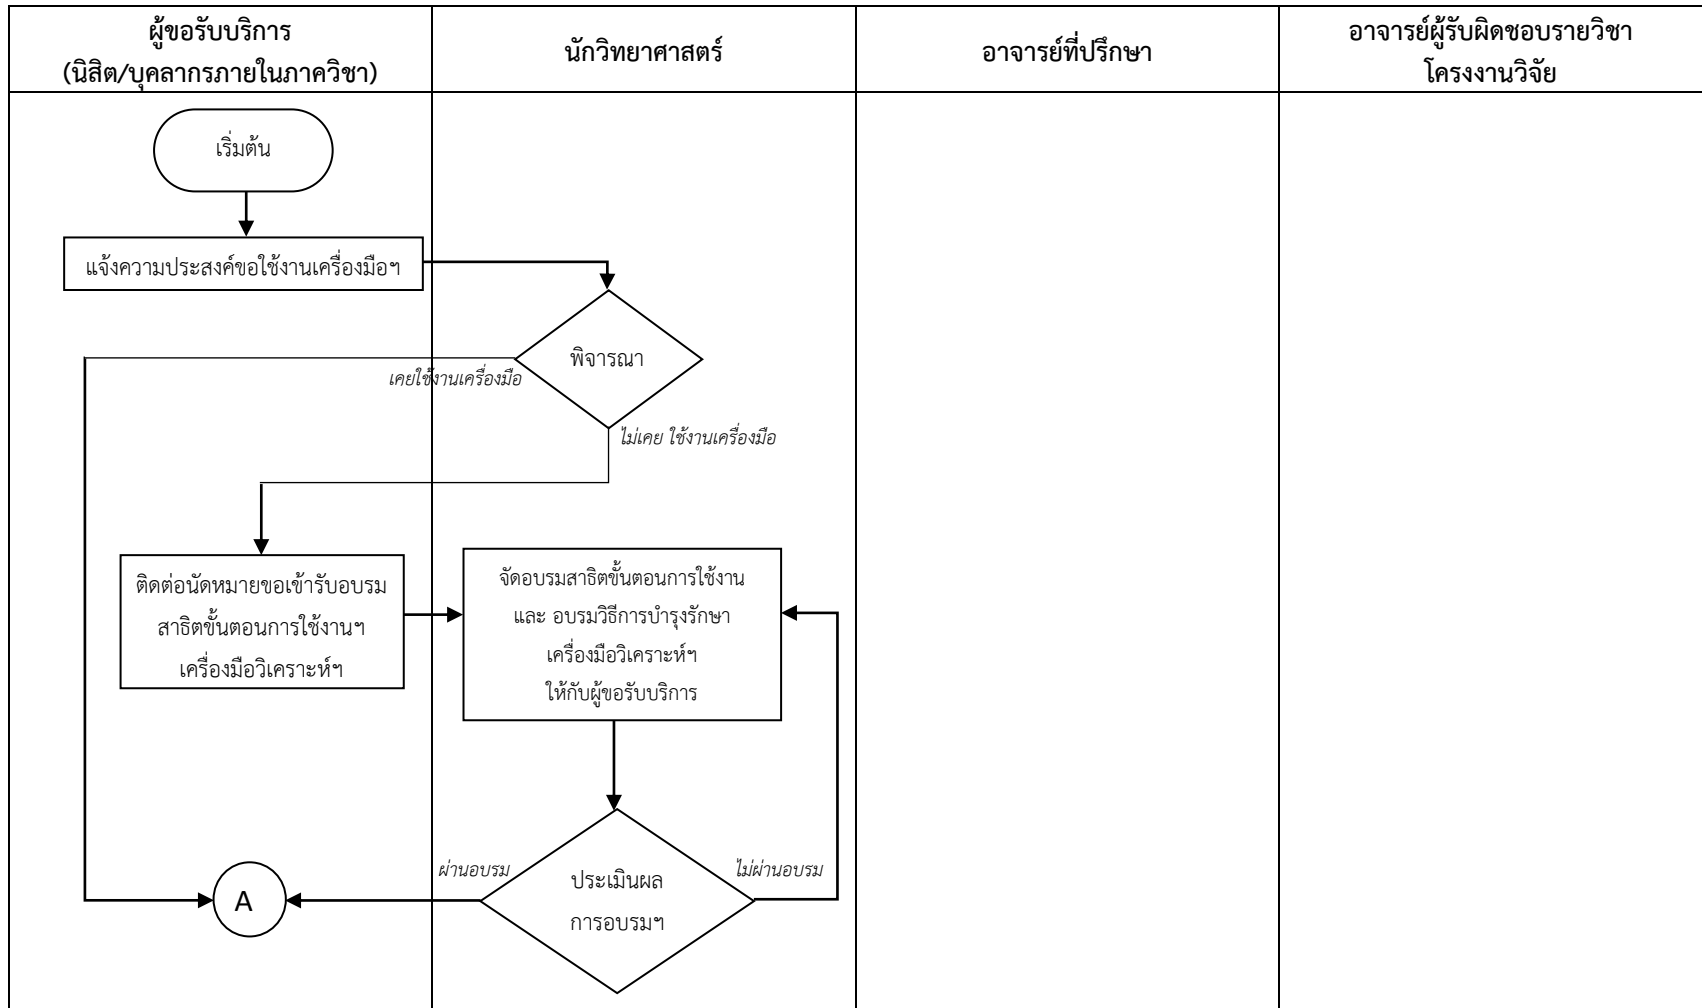 ผู้ขอรับบริการ
(นิสิต/บุคลากรภายในภาควิชา)
นักวิทยาศาสตร์
อาจารย์ที่ปรึกษา
อาจารย์ผู้รับผิดชอบรายวิชา
โครงงานวิจัย
เริ่มต้น
แจ้งความประสงค์ขอใช้งานเครื่องมือฯ
พิจารณา
เคยใช้งานเครื่องมือ
ไม่เคย ใช้งานเครื่องมือ
ติดต่อนัดหมายขอเข้ารับอบรม
สาธิตขั้นตอนการใช้งานฯ
เครื่องมือวิเคราะห์ฯ
จัดอบรมสาธิตขั้นตอนการใช้งาน
และ อบรมวิธีการบำรุงรักษา
เครื่องมือวิเคราะห์ฯ
ให้กับผู้ขอรับบริการ
ผ่านอบรม
ไม่ผ่านอบรม
ประเมินผล
การอบรมฯ
A